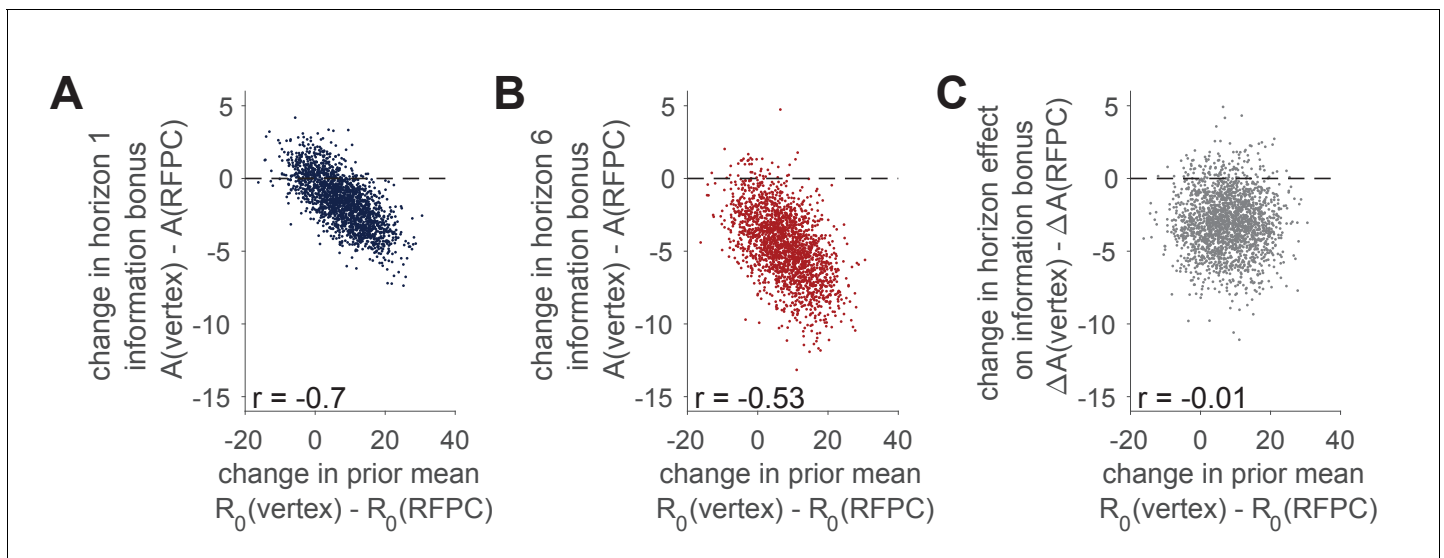 A
change in horizon 1
information bonus
A(vertex) - A(RFPC)
5
0
-5
-10
-15
r = -0.7
-20 0 20 40
change in prior mean
R0(vertex) - R0(RFPC)
B
change in horizon 6
information bonus
A(vertex) - A(RFPC)
5
0
-5
-10
-15
r = -0.53
-20 0 20 40
change in prior mean
R0(vertex) - R0(RFPC)
C
change in horizon effect
on information bonus
ΔA(vertex) - ΔA(RFPC)
5
0
-5
-10
-15
r = -0.01
-20 0 20 40
change in prior mean
R0(vertex) - R0(RFPC)